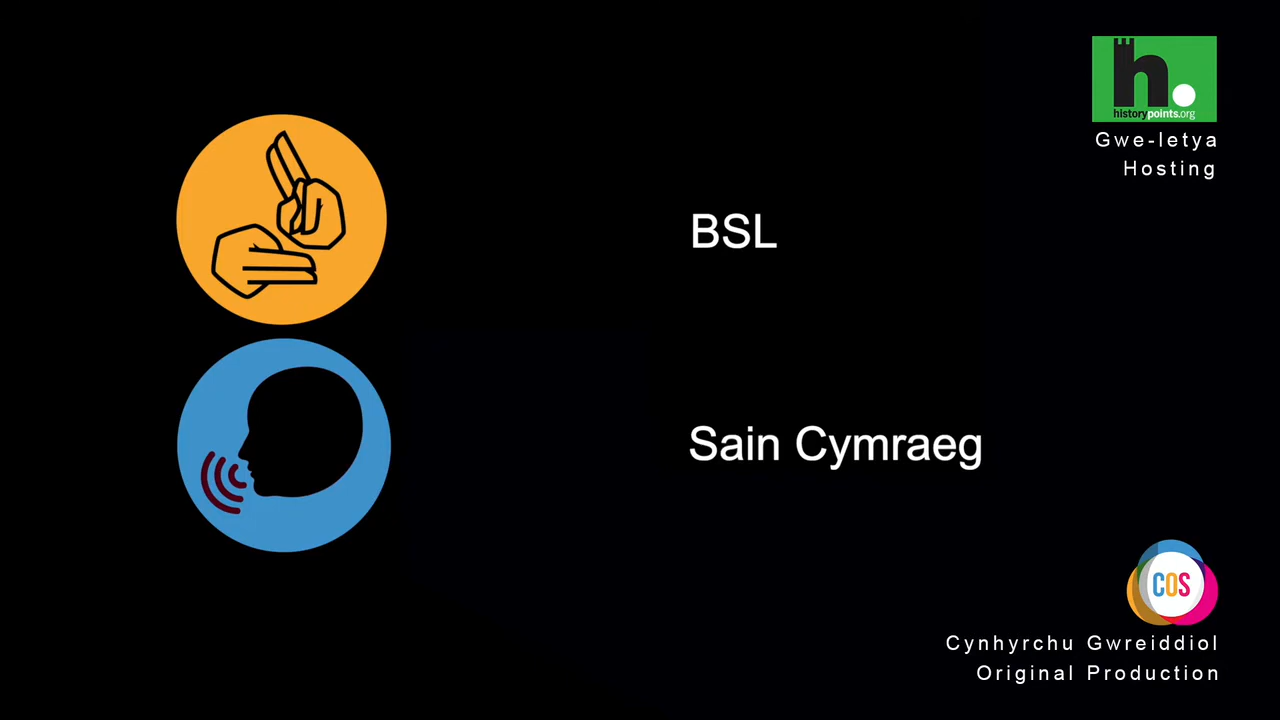 h.
historypoints.org
Gwe-letya
Hosting
BSL
Sain Cymraeg
COS
Cynhyrchu Gwreiddiol
Original Production